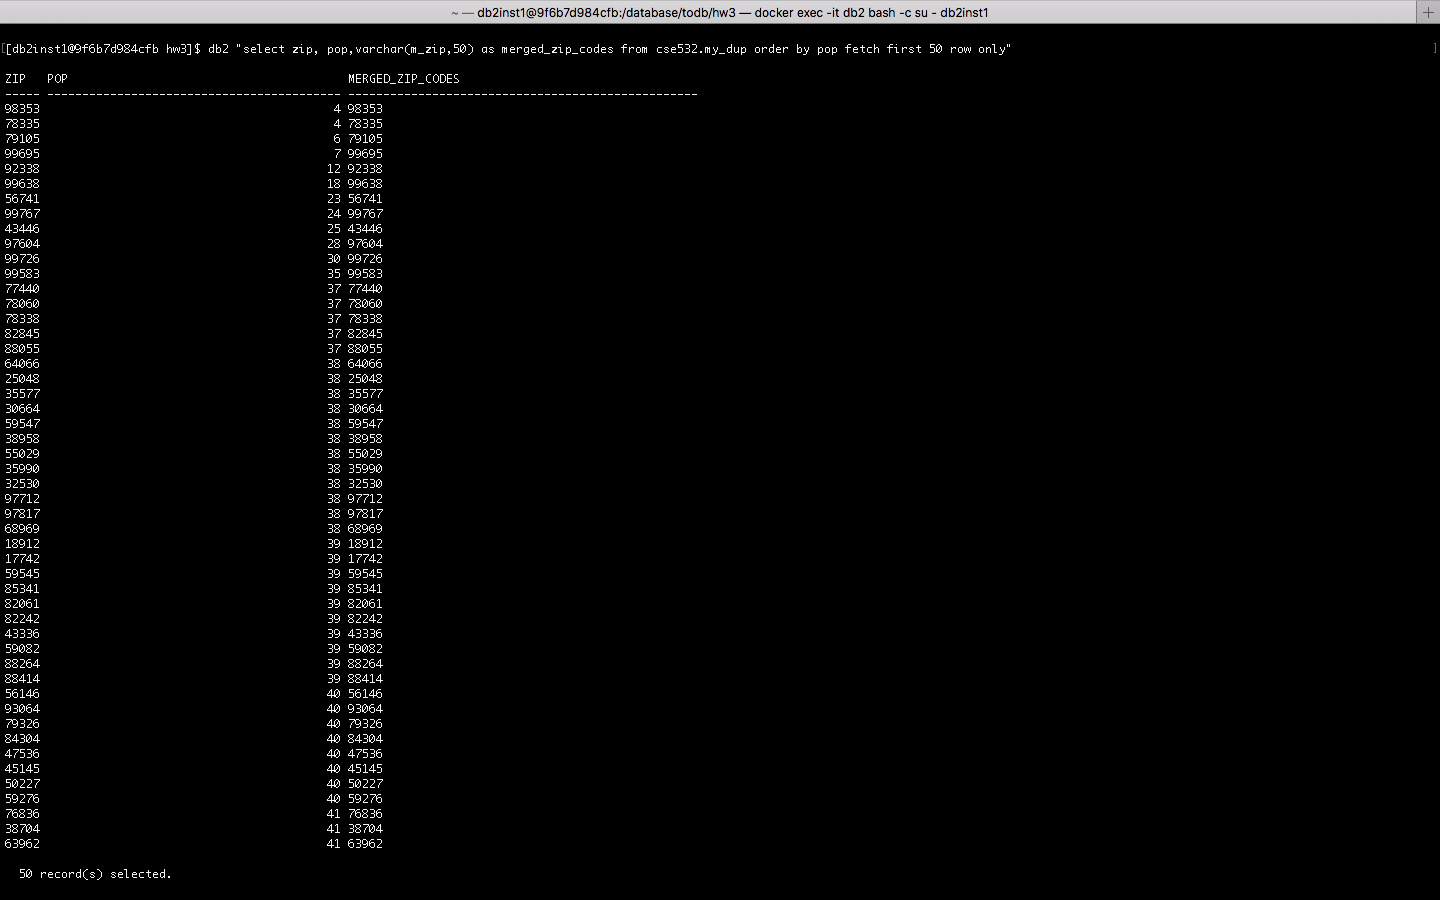 ~ — db2inst1@9f6b7d984cfb:/database/todb/hw3 — docker exec -it db2 bash -c su - db2inst1
[[db2inst1@9f6b7d984cfb hw3]$ db2 "select zip, pop,varchar(m_zip,50) as merged_zip_codes from cse532.my_dup order by pop fetch first 50 row only" ]
ZIP POP MERGED_ZIP_CODES
----- ------------------------------------------ --------------------------------------------------
98353 4 98353
78335 4 78335
79105 6 79105
99695 7 99695
92338 12 92338
99638 18 99638
56741 23 56741
99767 24 99767
43446 25 43446
97604 28 97604
99726 30 99726
99583 35 99583
77440 37 77440
78060 37 78060
78338 37 78338
82845 37 82845
88055 37 88055
64066 38 64066
25048 38 25048
35577 38 35577
30664 38 30664
59547 38 59547
38958 38 38958
55029 38 55029
35990 38 35990
32530 38 32530
97712 38 97712
97817 38 97817
68969 38 68969
18912 39 18912
17742 39 17742
59545 39 59545
85341 39 85341
82061 39 82061
82242 39 82242
43336 39 43336
59082 39 59082
88264 39 88264
88414 39 88414
56146 40 56146
93064 40 93064
79326 40 79326
84304 40 84304
47536 40 47536
45145 40 45145
50227 40 50227
59276 40 59276
76836 41 76836
38704 41 38704
63962 41 63962
50 record(s) selected.